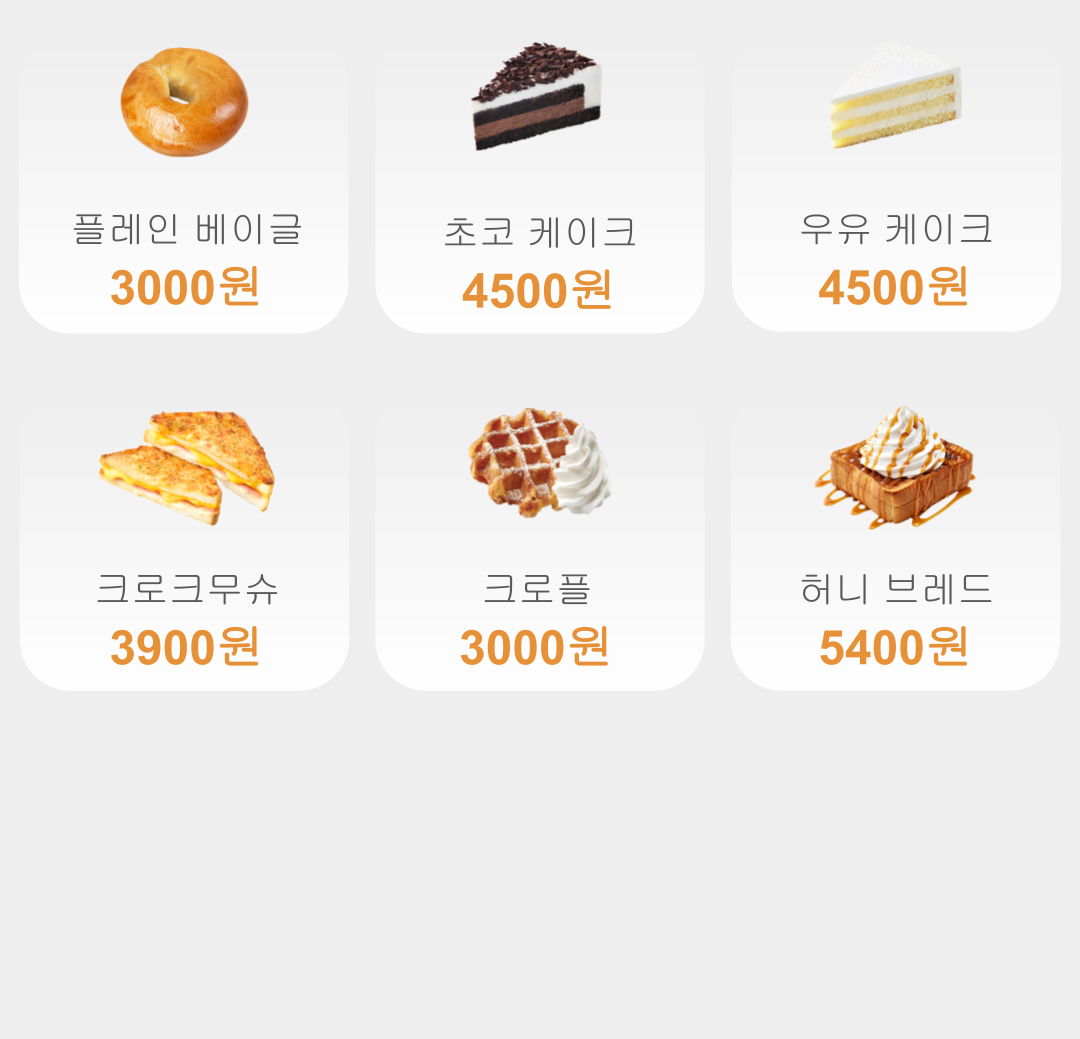 플레인 베이글
3000원
초코 케이크
4500원
우유 케이크
4500원
크로크무슈
3900원
크로플
3000원
허니 브레드
5400원